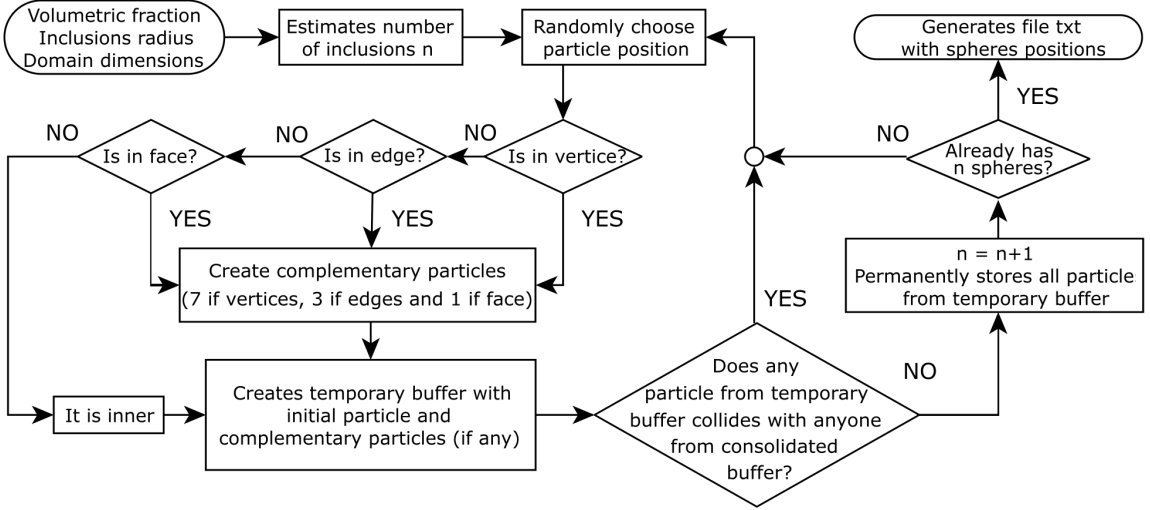 Volumetric fraction
Inclusions radius
Domain dimensions
Estimates number
of inclusions n
Randomly choose
particle position
Generates file txt
with spheres positions
YES
NO
Is in face?
NO
Is in edge?
NO
Is in vertice?
NO
Already has
n spheres?
YES
YES
YES
Create complementary particles
(7 if vertices, 3 if edges and 1 if face)
n = n+1
Permanently stores all particle
from temporary buffer
YES
NO
It is inner
Creates temporary buffer with
initial particle and
complementary particles (if any)
Does any
particle from temporary
buffer collides with anyone
from consolidated
buffer?